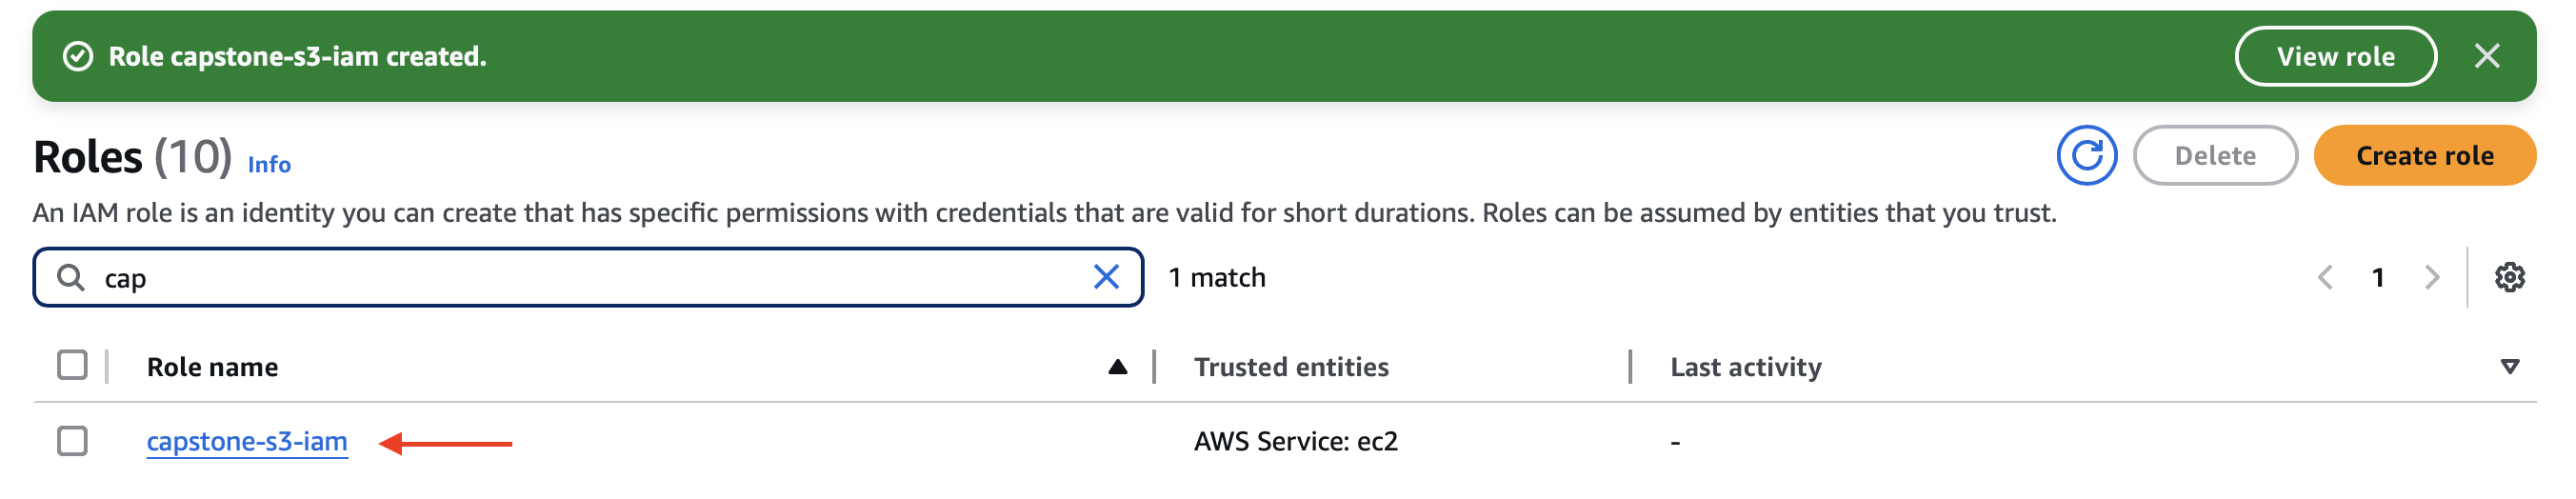 Role capstone-s3-iam created. View role
Roles (10) Info Delete Create role
An IAM role is an identity you can create that has specific permissions with credentials that are valid for short durations. Roles can be assumed by entities that you trust.
cap 1 match 1
Role name Trusted entities Last activity
capstone-s3-iam AWS Service: ec2 -